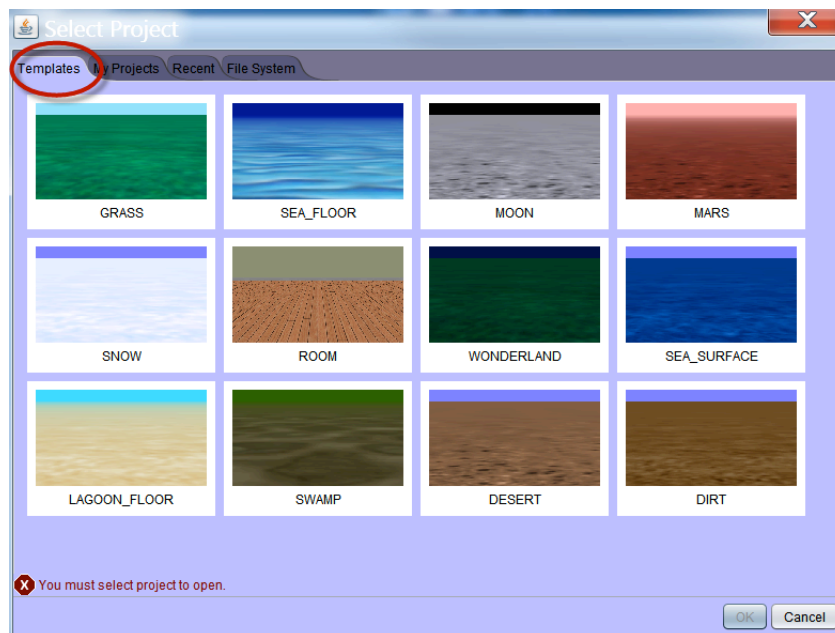 Select Project
Templates My Projects Recent File System
GRASS SEA_FLOOR MOON MARS
SNOW ROOM WONDERLAND SEA_SURFACE
LAGOON_FLOOR SWAMP DESERT DIRT
X You must select project to open.
OK Cancel